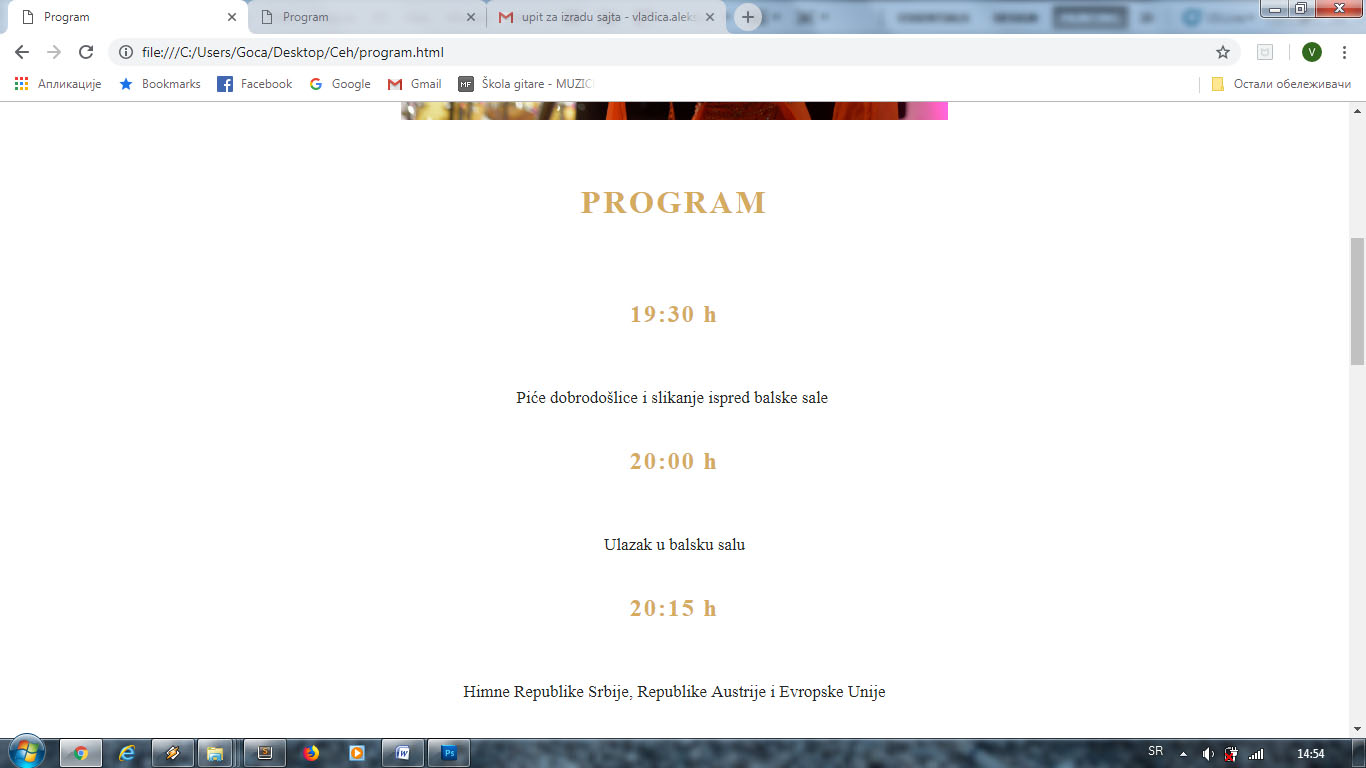 Program
Program
upit za izradu sajta - vladica.aleks
file:///C:/Users/Goca/Desktop/Ceh/program.html
V
Апликације
Bookmarks
Facebook
Google
Gmail
MF
Škola gitare - MUZIC
Остали обележивачи
PROGRAM
19:30 h
Piće dobrodošlice i slikanje ispred balske sale
20:00 h
Ulazak u balsku salu
20:15 h
Himne Republike Srbije, Republike Austrije i Evropske Unije
S
W
Ps
SR
14:54